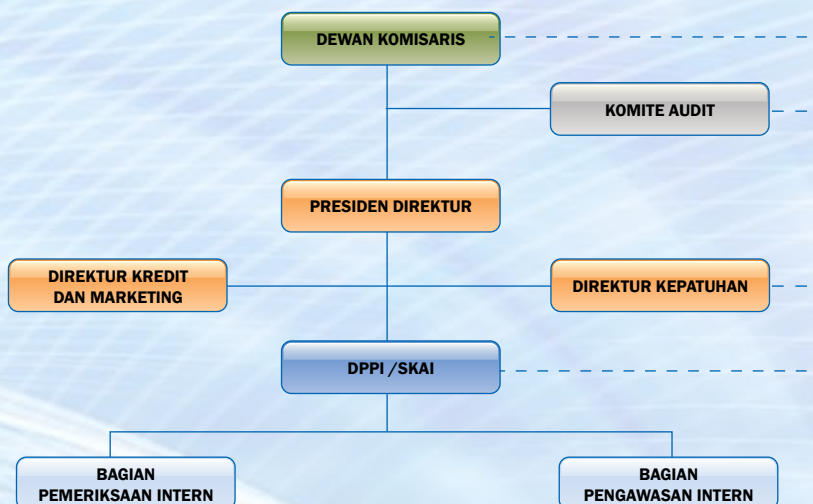 DEWAN KOMISARIS
KOMITE AUDIT
PRESIDEN DIREKTUR
DIREKTUR KREDIT
DAN MARKETING
DIREKTUR KEPATUHAN
DPPI /SKAI
BAGIAN
PEMERIKSAAN INTERN
BAGIAN
PENGAWASAN INTERN